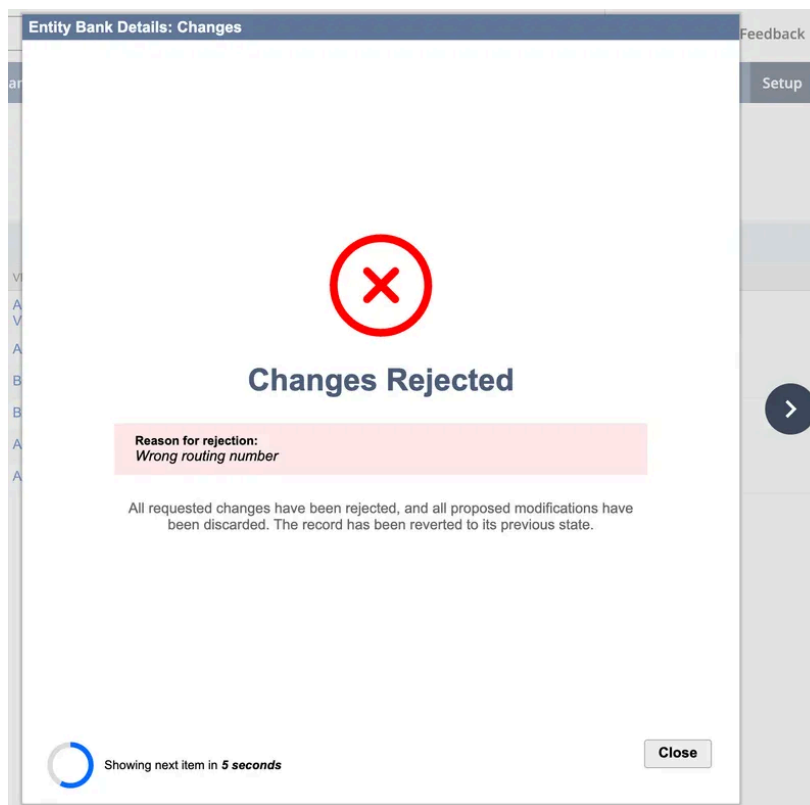 Entity Bank Details: Changes
Feedback
Setup
A
V
A
B
B
A
A
Changes Rejected
Reason for rejection:
Wrong routing number
All requested changes have been rejected, and all proposed modifications have
been discarded. The record has been reverted to its previous state.
Showing next item in 5 seconds
Close